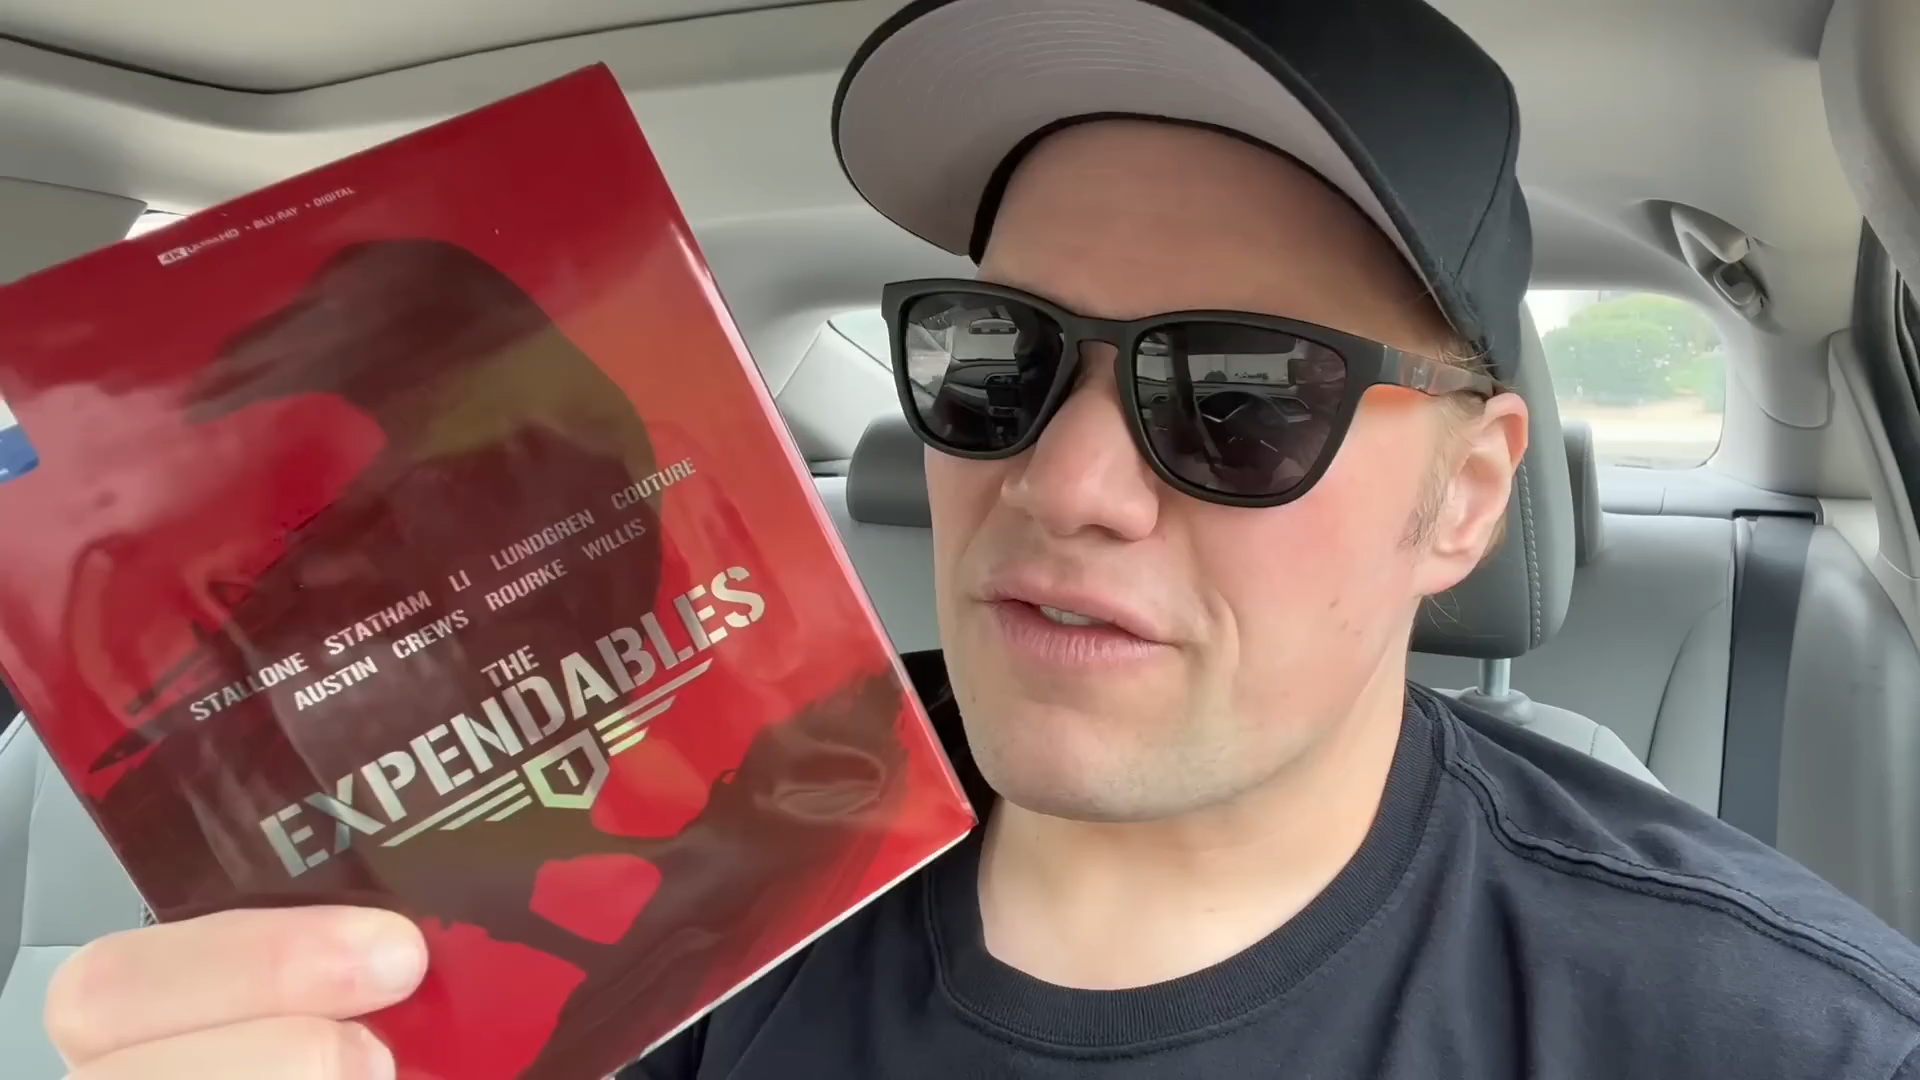 4K ULTRA HD • BLU-RAY • DIGITAL
STALLONE STATHAM LI LUNDGREN COUTURE
AUSTIN CREWS ROURKE WILLIS
THE
EXPENDABLES
1